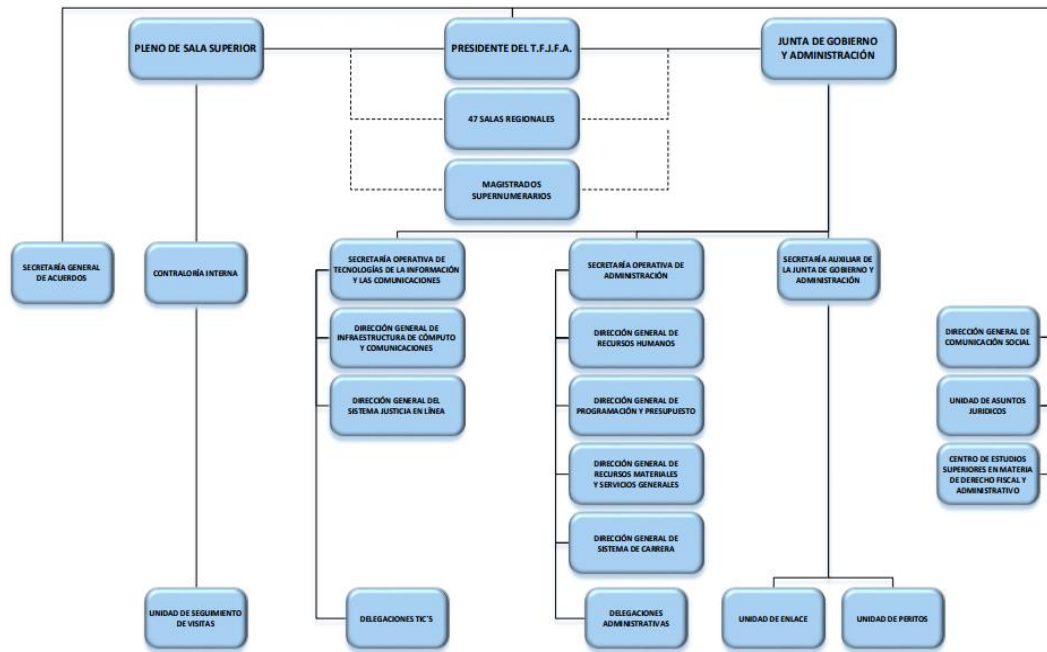 PLENO DE SALA SUPERIOR
PRESIDENTE DEL T.F.J.F.A.
JUNTA DE GOBIERNO
Y ADMINISTRACIÓN
47 SALAS REGIONALES
MAGISTRADOS
SUPERNUMERARIOS
SECRETARÍA GENERAL
DE ACUERDOS
CONTRALORÍA INTERNA
SECRETARÍA OPERATIVA DE
TECNOLOGÍAS DE LA INFORMACIÓN
Y LAS COMUNICACIONES
SECRETARÍA OPERATIVA DE
ADMINISTRACIÓN
SECRETARÍA AUXILIAR DE
LA JUNTA DE GOBIERNO Y
ADMINISTRACIÓN
DIRECCIÓN GENERAL DE
INFRAESTRUCTURA DE CÓMPUTO
Y COMUNICACIONES
DIRECCIÓN GENERAL DE
RECURSOS HUMANOS
DIRECCIÓN GENERAL DE
COMUNICACIÓN SOCIAL
DIRECCIÓN GENERAL DEL
SISTEMA JUSTICIA EN LÍNEA
DIRECCIÓN GENERAL DE
PROGRAMACIÓN Y PRESUPUESTO
UNIDAD DE ASUNTOS
JURIDICOS
DIRECCIÓN GENERAL DE
RECURSOS MATERIALES
Y SERVICIOS GENERALES
CENTRO DE ESTUDIOS
SUPERIORES EN MATERIA
DE DERECHO FISCAL Y
ADMINISTRATIVO
DIRECCIÓN GENERAL DE
SISTEMA DE CARRERA
UNIDAD DE SEGUIMIENTO
DE VISITAS
DELEGACIONES TIC'S
DELEGACIONES
ADMINISTRATIVAS
UNIDAD DE ENLACE
UNIDAD DE PERITOS